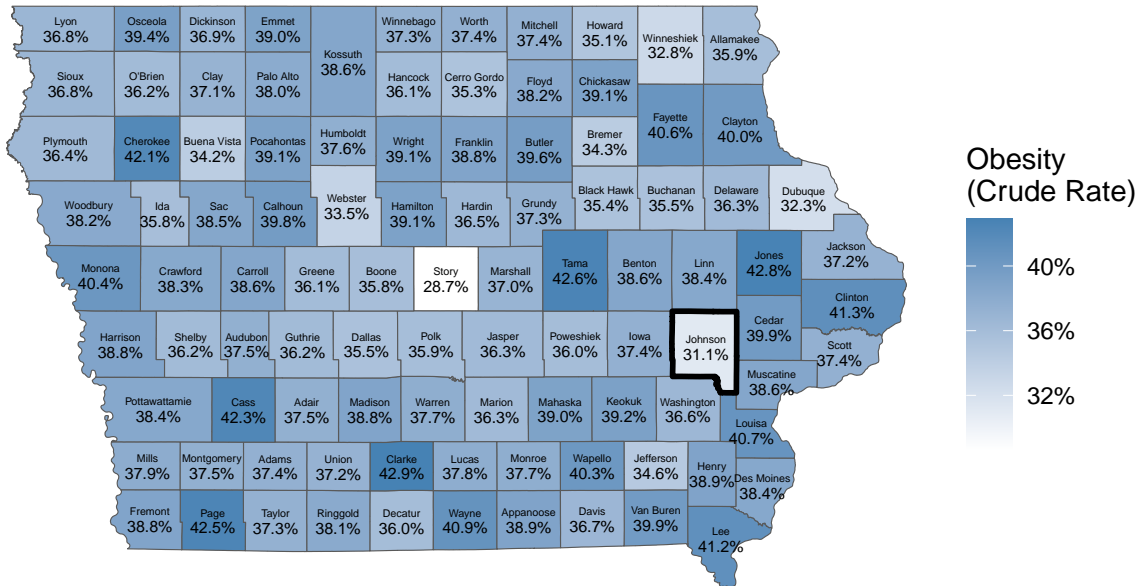 Lyon
36.8%
Osceola
39.4%
Dickinson
36.9%
Emmet
39.0%
Kossuth
38.6%
Winnebago
37.3%
Worth
37.4%
Mitchell
37.4%
Howard
35.1%
Winneshiek
32.8%
Allamakee
35.9%
Sioux
36.8%
O'Brien
36.2%
Clay
37.1%
Palo Alto
38.0%
Hancock
36.1%
Cerro Gordo
35.3%
Floyd
38.2%
Chickasaw
39.1%
Fayette
40.6%
Clayton
40.0%
Plymouth
36.4%
Cherokee
42.1%
Buena Vista
34.2%
Pocahontas
39.1%
Humboldt
37.6%
Wright
39.1%
Franklin
38.8%
Butler
39.6%
Bremer
34.3%
Woodbury
38.2%
Ida
35.8%
Sac
38.5%
Calhoun
39.8%
Webster
33.5%
Hamilton
39.1%
Hardin
36.5%
Grundy
37.3%
Black Hawk
35.4%
Buchanan
35.5%
Delaware
36.3%
Dubuque
32.3%
Monona
40.4%
Crawford
38.3%
Carroll
38.6%
Greene
36.1%
Boone
35.8%
Story
28.7%
Marshall
37.0%
Tama
42.6%
Benton
38.6%
Linn
38.4%
Jones
42.8%
Jackson
37.2%
Clinton
41.3%
Harrison
38.8%
Shelby
36.2%
Audubon
37.5%
Guthrie
36.2%
Dallas
35.5%
Polk
35.9%
Jasper
36.3%
Poweshiek
36.0%
Iowa
37.4%
Johnson
31.1%
Cedar
39.9%
Scott
37.4%
Muscatine
38.6%
Pottawattamie
38.4%
Cass
42.3%
Adair
37.5%
Madison
38.8%
Warren
37.7%
Marion
36.3%
Mahaska
39.0%
Keokuk
39.2%
Washington
36.6%
Louisa
40.7%
Mills
37.9%
Montgomery
37.5%
Adams
37.4%
Union
37.2%
Clarke
42.9%
Lucas
37.8%
Monroe
37.7%
Wapello
40.3%
Jefferson
34.6%
Henry
38.9%
Des Moines
38.4%
Fremont
38.8%
Page
42.5%
Taylor
37.3%
Ringgold
38.1%
Decatur
36.0%
Wayne
40.9%
Appanoose
38.9%
Davis
36.7%
Van Buren
39.9%
Lee
41.2%
Obesity
(Crude Rate)
40%
36%
32%